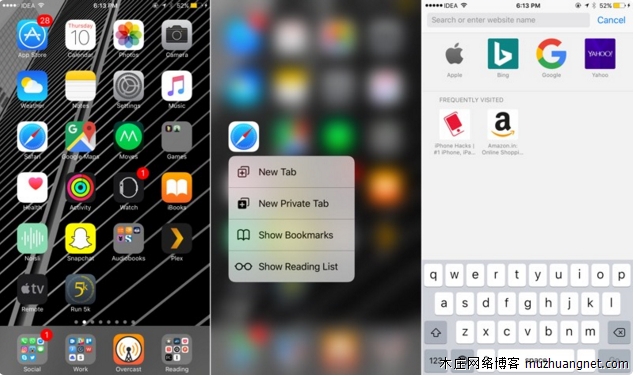 IDEA
6:13 PM
53%
28
THURSDAY
10
App Store
Calendar
Photos
Camera
Weather
Notes
Settings
Music
Safari
Google Maps
Moves
Games
1
Health
Activity
Watch
iBooks
Snapchat
Audiobooks
Plex
tv
5k
Remote
Run 5k
1
Social
Work
Overcast
Reading
New Tab
New Private Tab
Show Bookmarks
Show Reading List
IDEA
6:13 PM
52%
Search or enter website name
Cancel
YAHOO!
Apple
Bing
Google
Yahoo
FREQUENTLY VISITED
iPhone Hacks |
#1 iPhone, iPa...
Amazon.in:
Online Shoppi...
q w e r t y u i o p
a s d f g h j k l
z x c v b n m
123
space
木庄网络博客 muzhuangnet.com